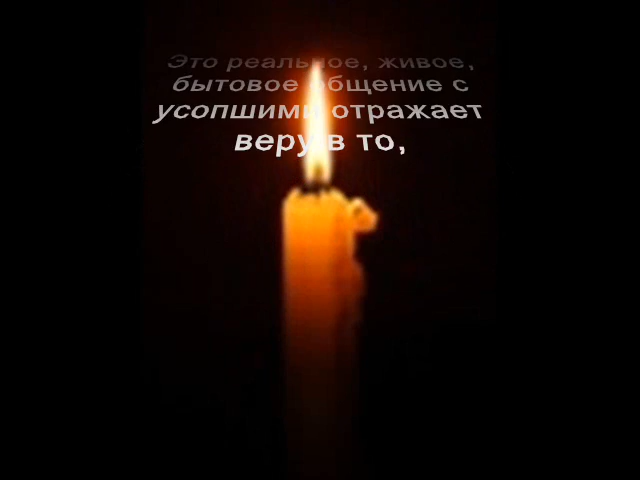 Это реальное, живое,
бытовое общение с
усопшими отражает
веру в то,